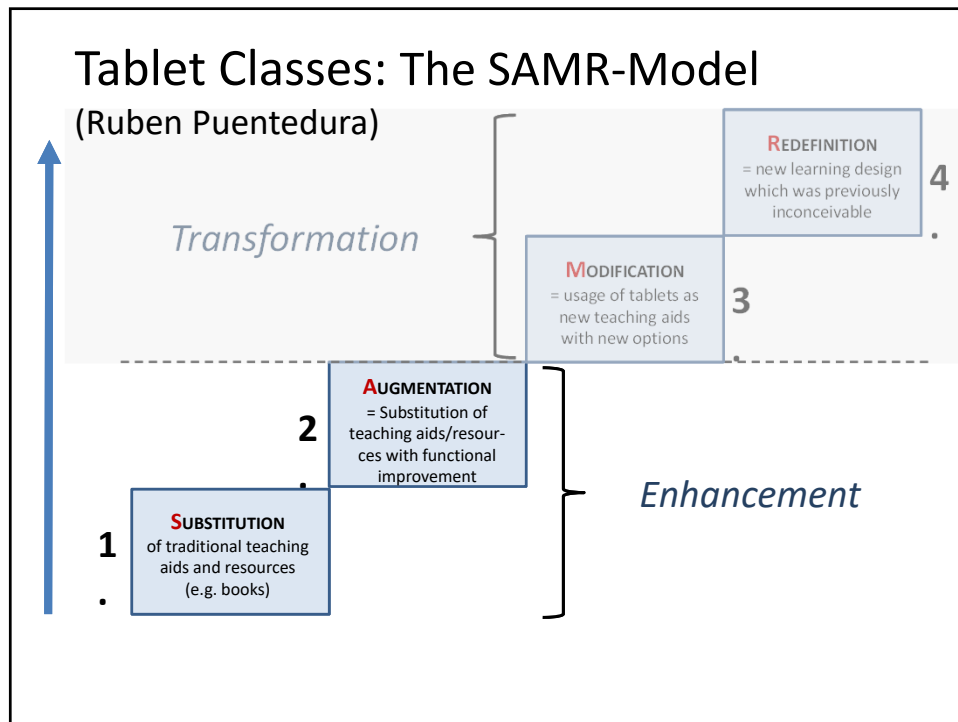 Tablet Classes: The SAMR-Model
(Ruben Puentedura)
REDEFINITION
= new learning design
which was previously
inconceivable
4
.
Transformation
MODIFICATION
= usage of tablets as
new teaching aids
with new options
3
.
AUGMENTATION
= Substitution of
teaching aids/resour-
ces with functional
improvement
2
.
Enhancement
SUBSTITUTION
of traditional teaching
aids and resources
(e.g. books)
1
.